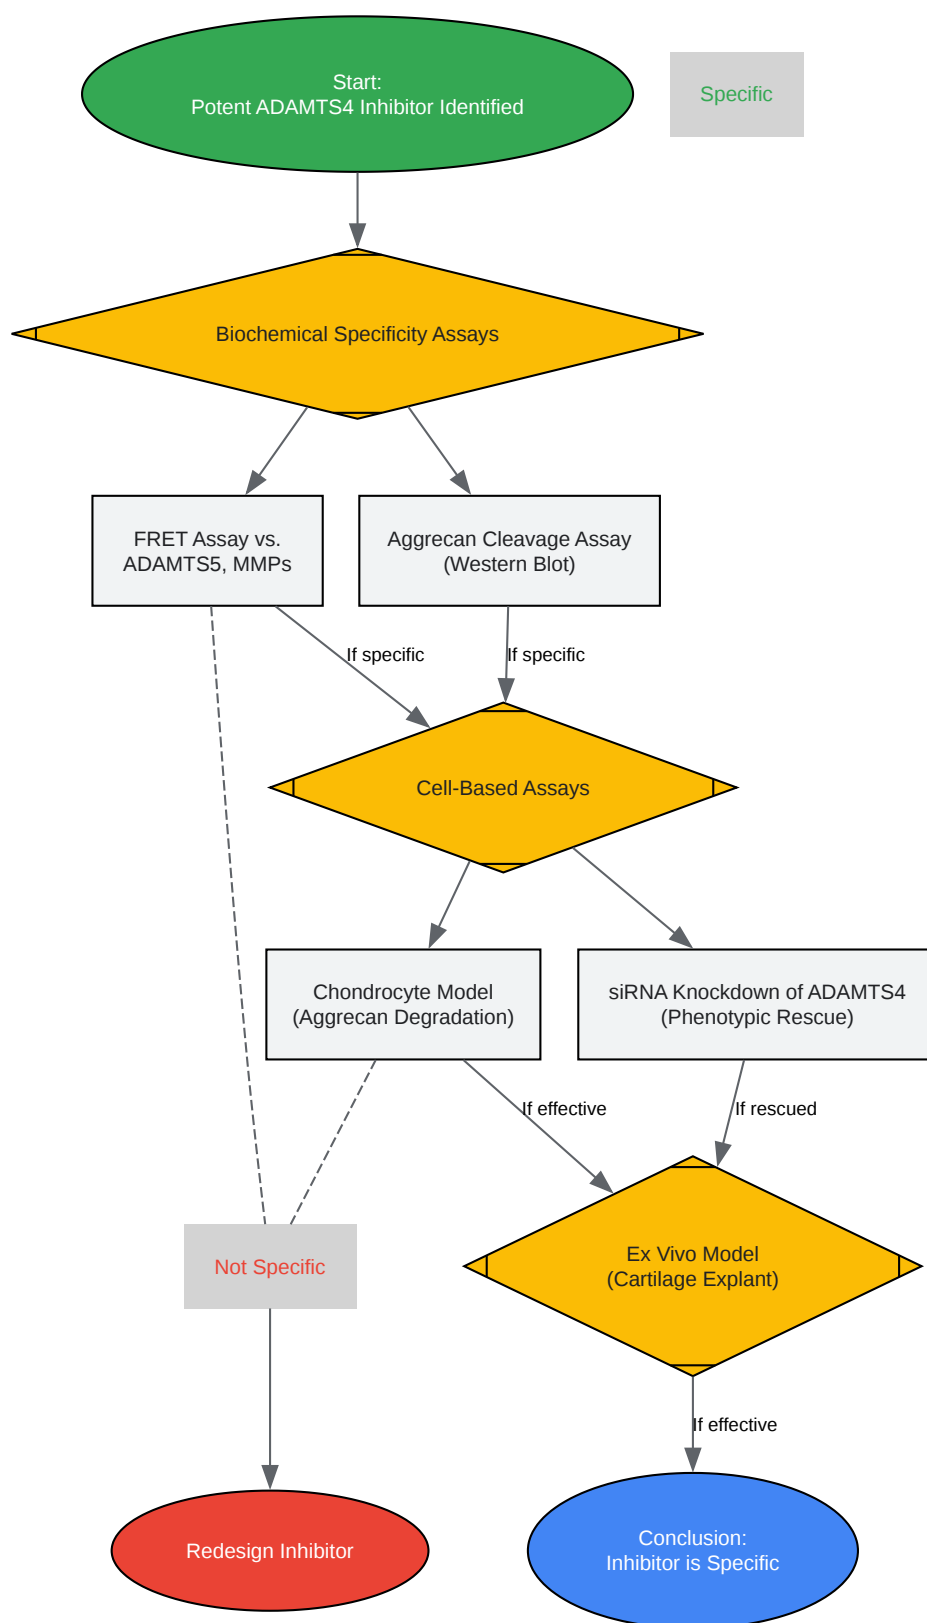 Start:
Potent ADAMTS4 Inhibitor Identified
Specific
Biochemical Specificity Assays
FRET Assay vs.
ADAMTS5, MMPs
Aggrecan Cleavage Assay
(Western Blot)
If specific
If specific
Cell-Based Assays
Chondrocyte Model
(Aggrecan Degradation)
siRNA Knockdown of ADAMTS4
(Phenotypic Rescue)
If effective
If rescued
Not Specific
Ex Vivo Model
(Cartilage Explant)
If effective
Redesign Inhibitor
Conclusion:
Inhibitor is Specific